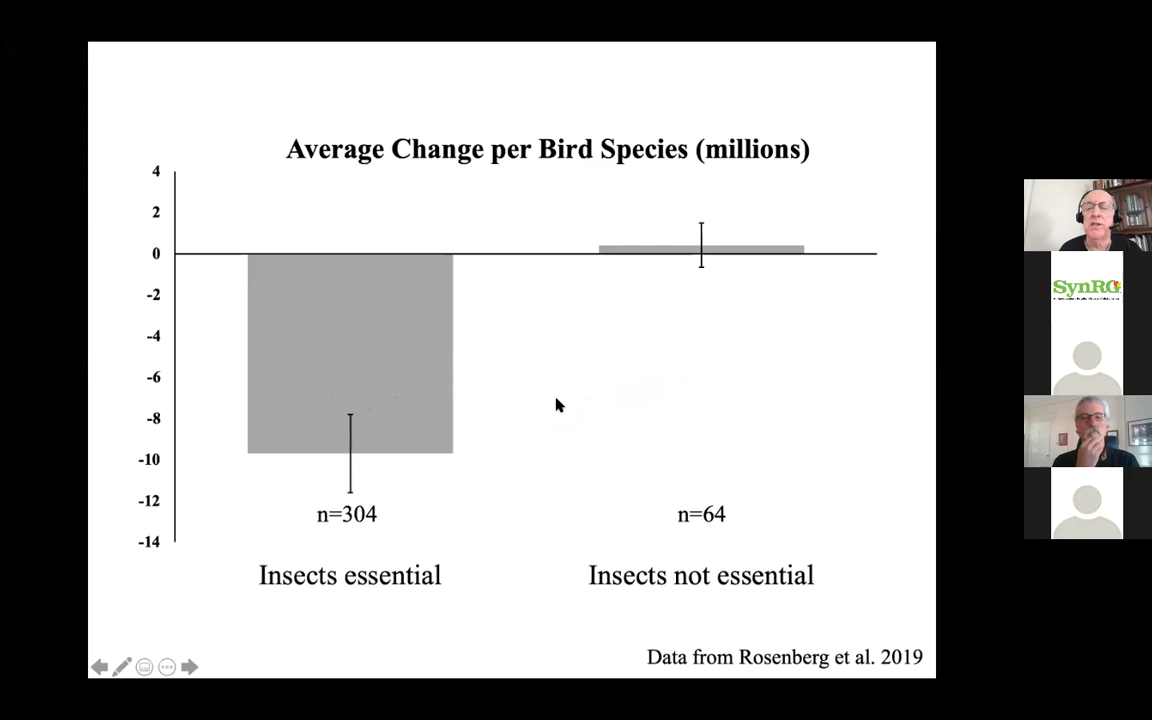 Average Change per Bird Species (millions)
4
2
0
-2
-4
-6
-8
-10
-12
-14
n=304
n=64
Insects essential
Insects not essential
Data from Rosenberg et al. 2019
SynRG